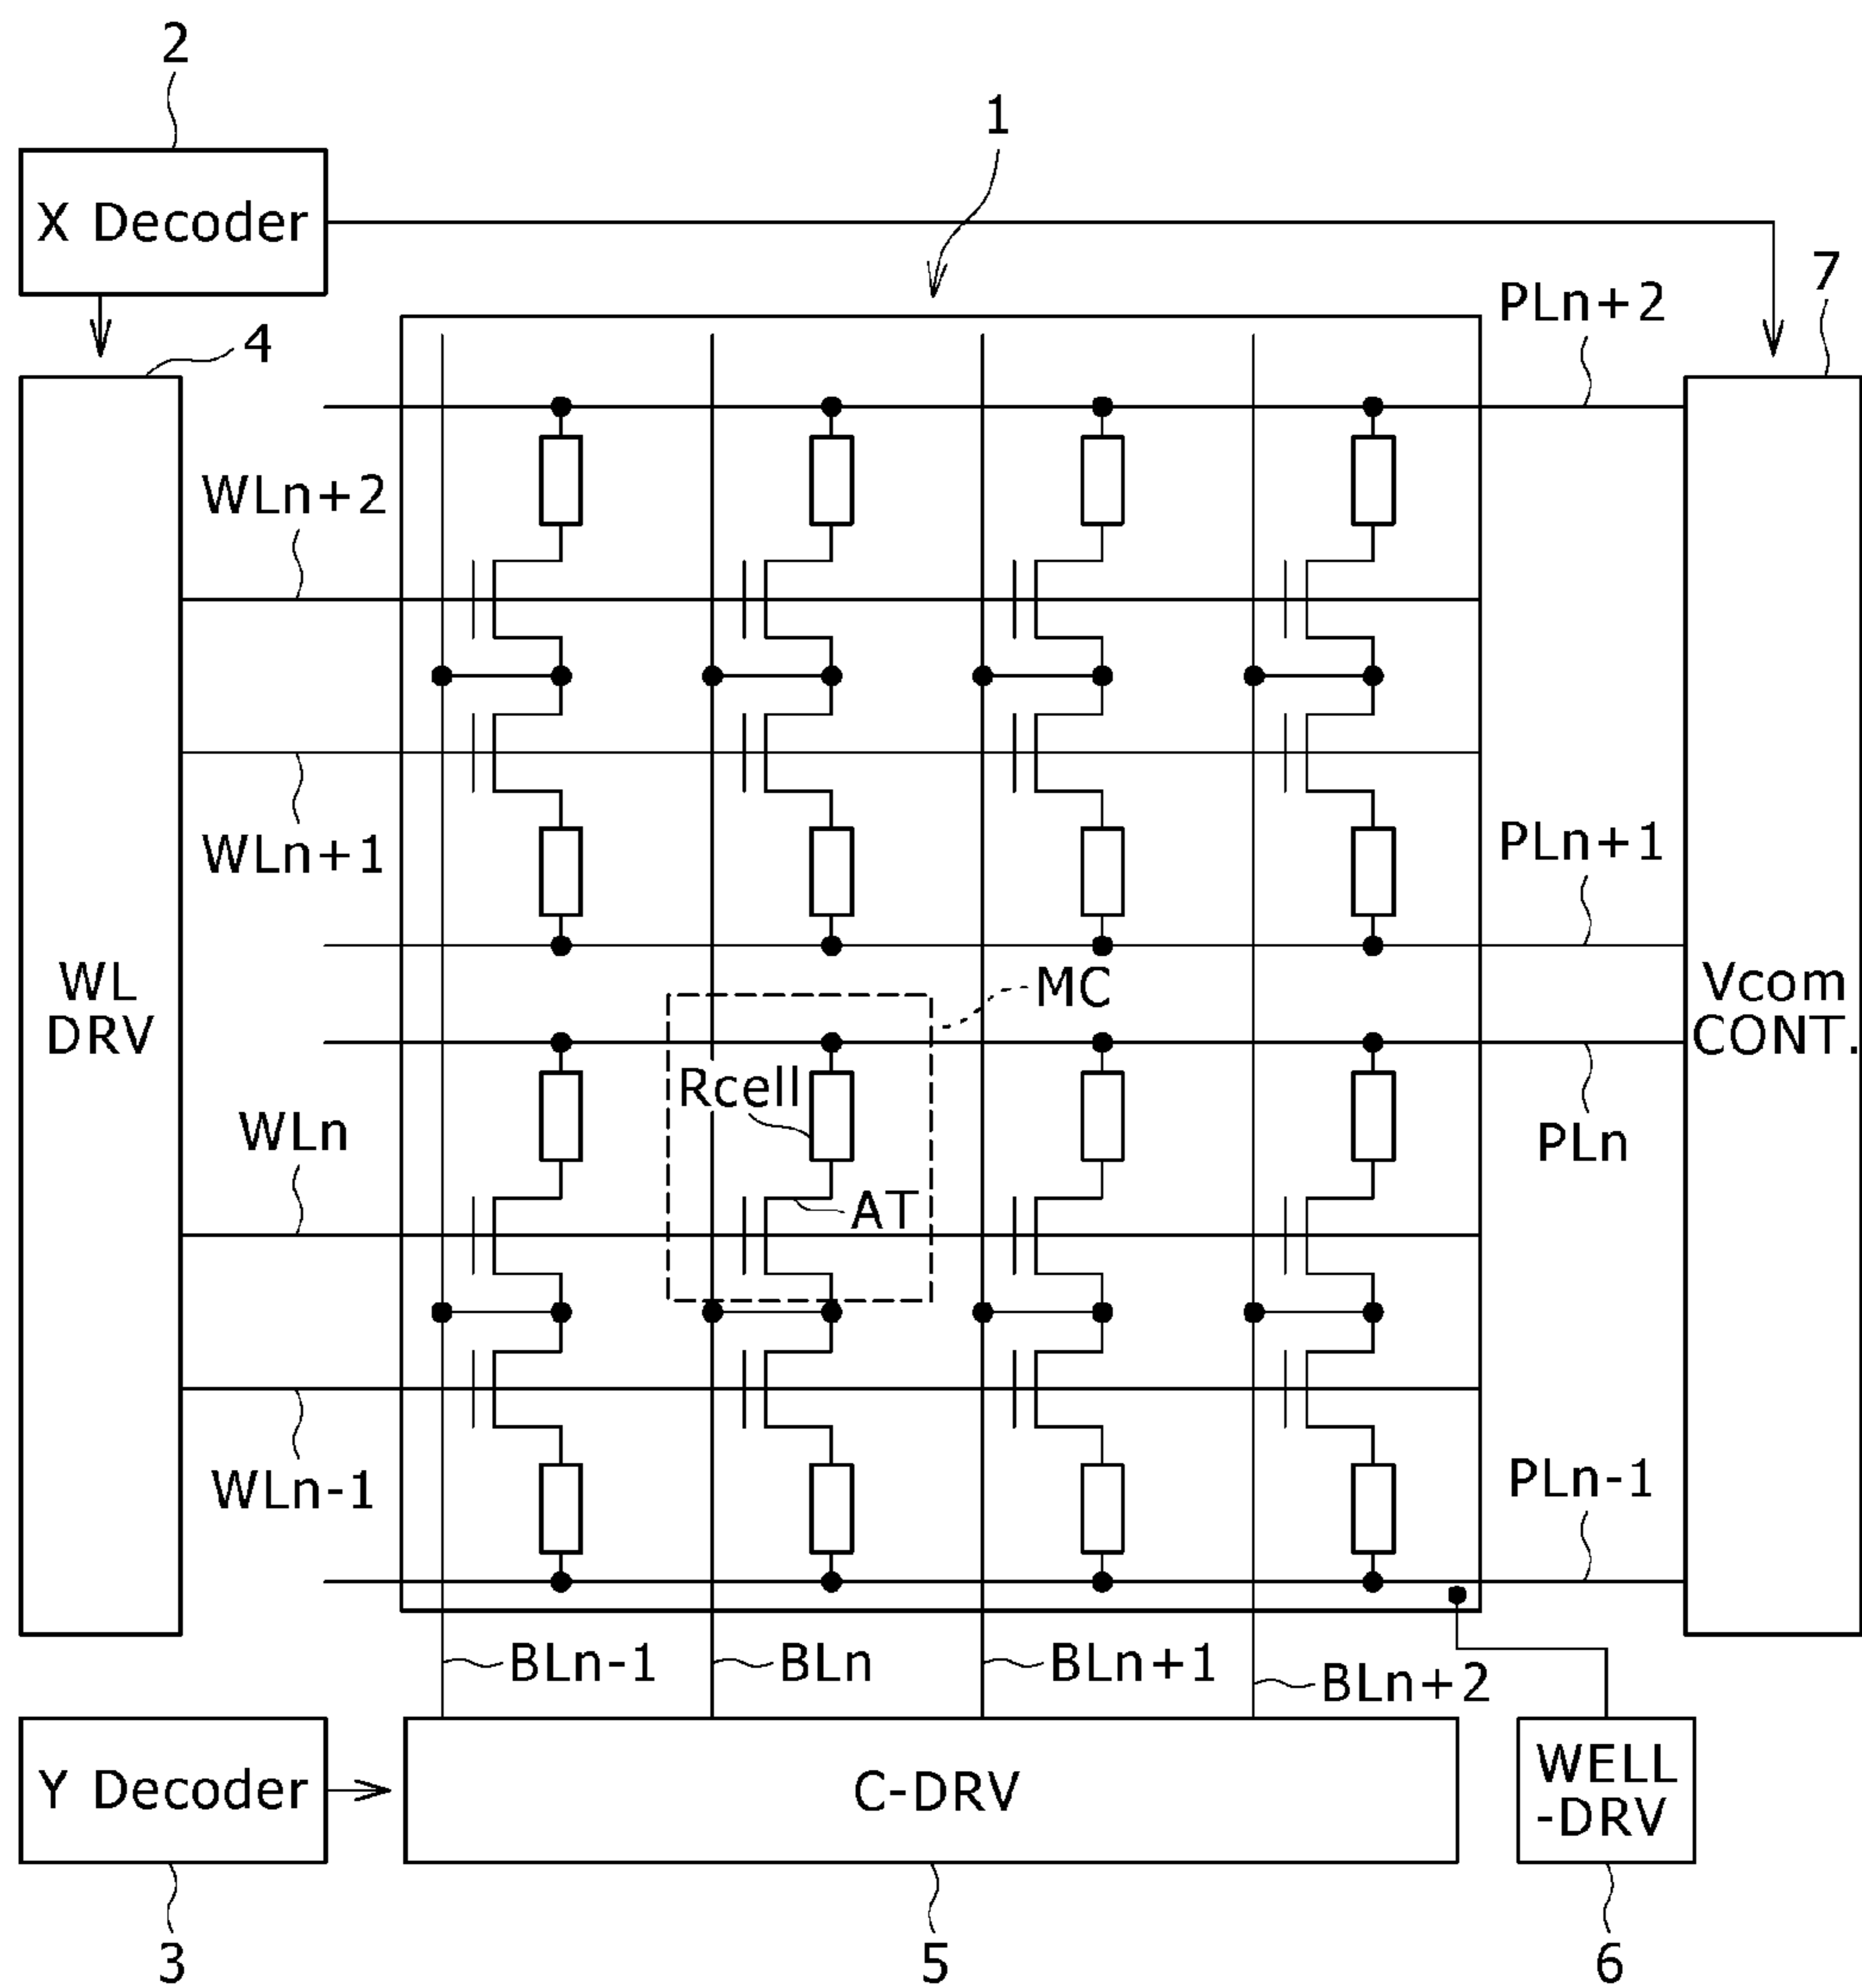 2
1
X Decoder
7
PLn+2
4
WLn+2
WLn+1
PLn+1
WL
DRV
MC
Vcom
CONT.
Rcell
WLn
PLn
AT
WLn-1
PLn-1
BLn-1
BLn
BLn+1
BLn+2
Y Decoder
C-DRV
WELL
-DRV
3
5
6